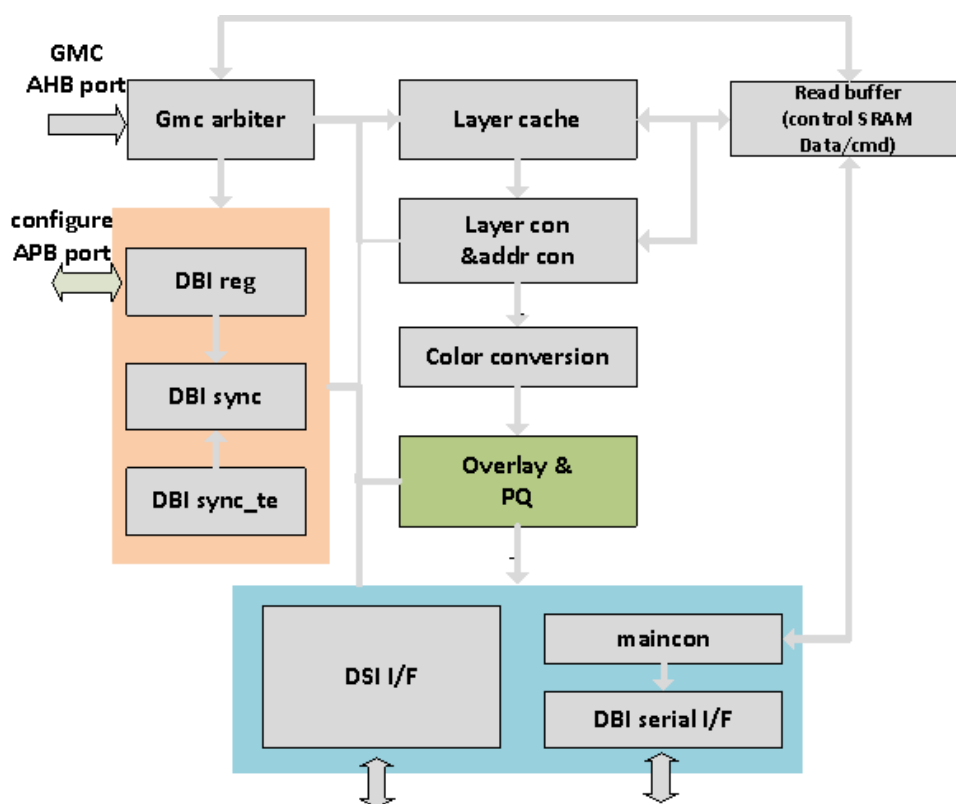 GMC
AHB port
Gmc arbiter
Layer cache
Read buffer
(control SRAM
Data/cmd)
configure
APB port
DBI reg
DBI sync
DBI sync_te
Layer con
&addr con
Color conversion
Overlay &
PQ
DSI I/F
maincon
DBI serial I/F